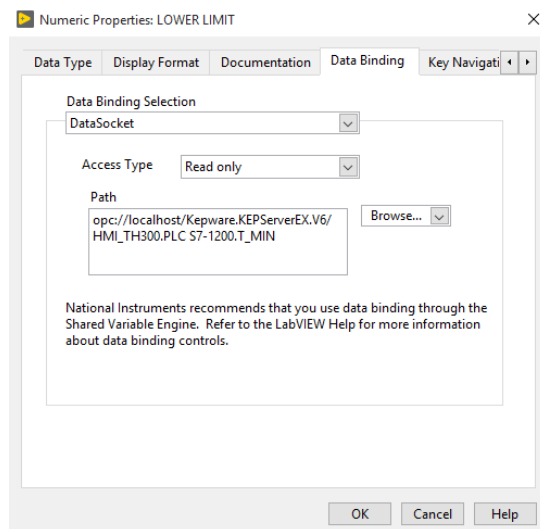 Numeric Properties: LOWER LIMIT
Data Type Display Format Documentation Data Binding Key Navigati
Data Binding Selection
DataSocket
Access Type Read only
Path
opc://localhost/Kepware.KEPServerEX.V6/
HMI_TH300.PLC S7-1200.T_MIN
Browse...
National Instruments recommends that you use data binding through the
Shared Variable Engine. Refer to the LabVIEW Help for more information
about data binding controls.
OK Cancel Help